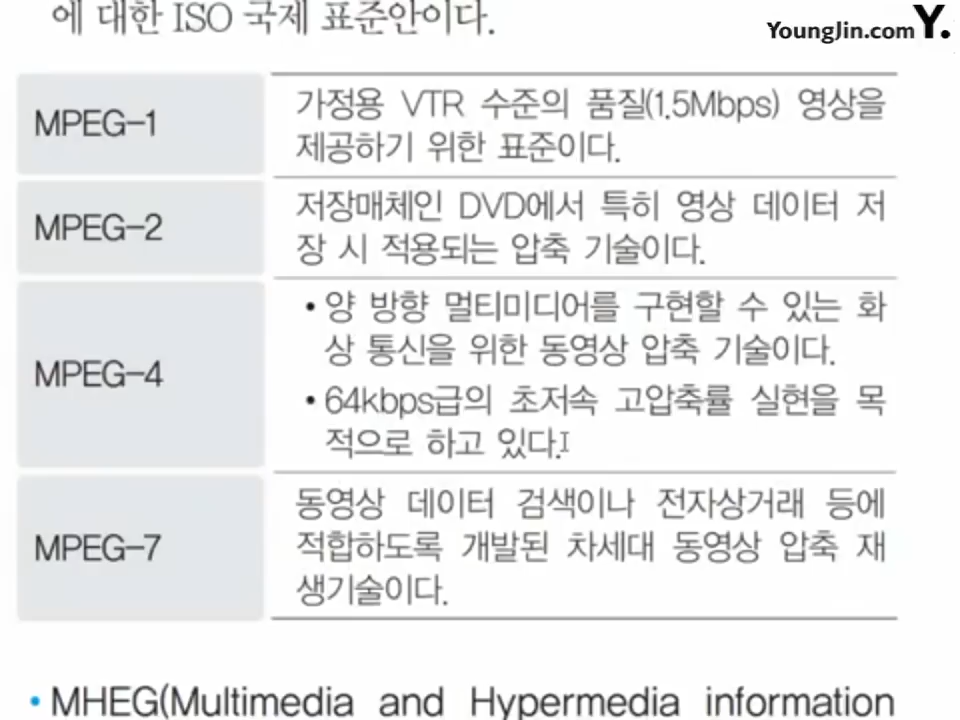 에 대한 ISO 국제 표준안이다.
YoungJin.com Y.
MPEG-1
가정용 VTR 수준의 품질(1.5Mbps) 영상을
제공하기 위한 표준이다.
MPEG-2
저장매체인 DVD에서 특히 영상 데이터 저
장 시 적용되는 압축 기술이다.
MPEG-4
• 양 방향 멀티미디어를 구현할 수 있는 화
상 통신을 위한 동영상 압축 기술이다.
• 64kbps급의 초저속 고압축률 실현을 목
적으로 하고 있다.
MPEG-7
동영상 데이터 검색이나 전자상거래 등에
적합하도록 개발된 차세대 동영상 압축 재
생기술이다.
• MHEG(Multimedia and Hypermedia information